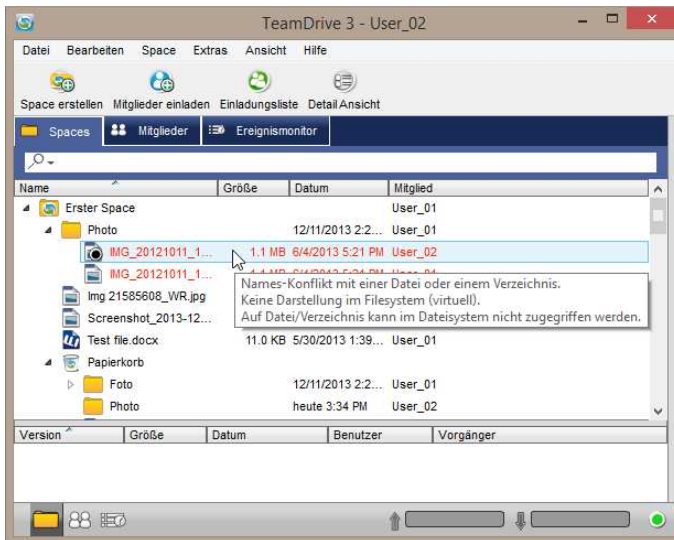 TeamDrive 3 - User_02
Datei Bearbeiten Space Extras Ansicht Hilfe
Space erstellen Mitglieder einladen Einladungsliste Detail Ansicht
Spaces Mitglieder Ereignismonitor
Name Größe Datum Mitglied
Erster Space User_01
Photo 12/11/2013 2:2... User_01
IMG_20121011_1... 1.1 MB 6/4/2013 5:21 PM User_02
IMG_20121011_1...
Names-Konflikt mit einer Datei oder einem Verzeichnis.
Keine Darstellung im Filesystem (virtuell).
Auf Datei/Verzeichnis kann im Dateisystem nicht zugegriffen werden.
Img 21585608_WR.jpg
Screenshot_2013-12...
Test file.docx 11.0 KB 5/30/2013 1:39... User_01
Papierkorb
Foto 12/11/2013 2:2... User_01
Photo heute 3:34 PM User_02
Version Größe Datum Benutzer Vorgänger